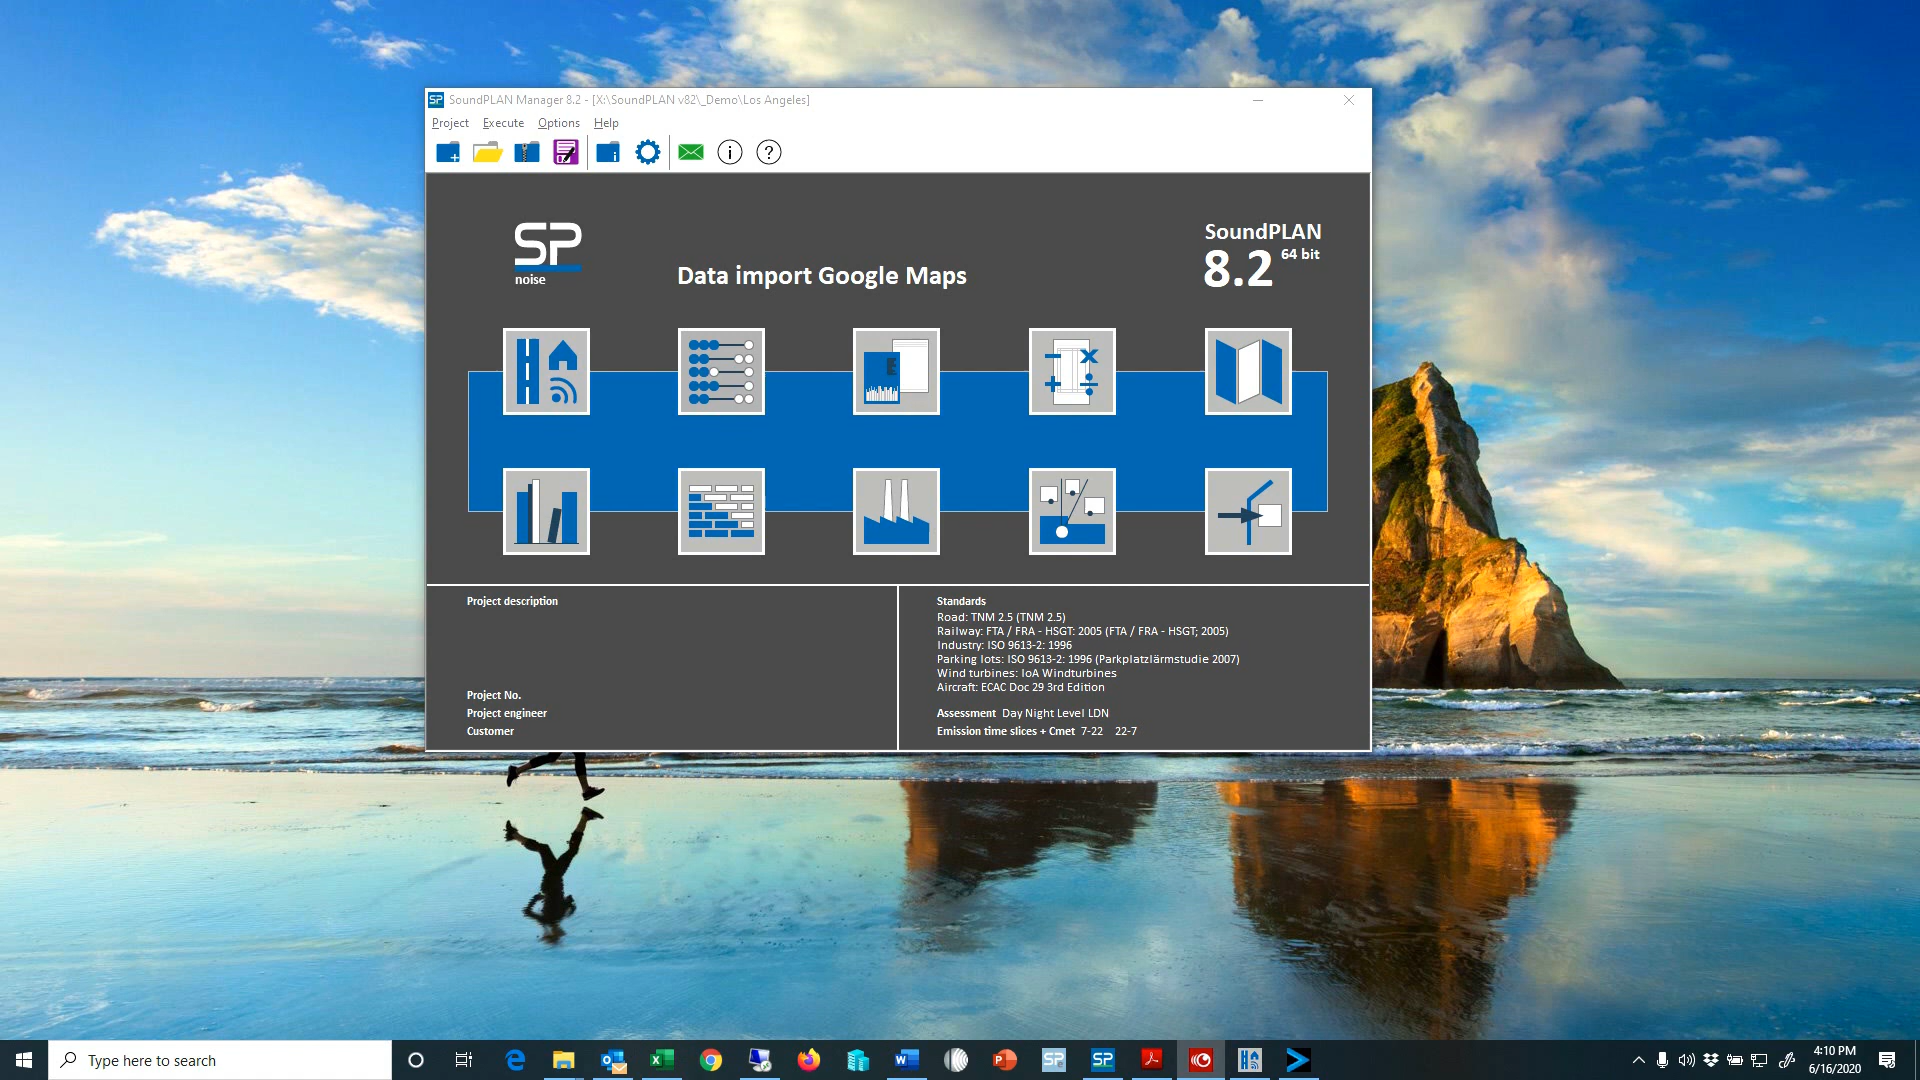 SoundPLAN Manager 8.2 - [X:\SoundPLAN v82\_Demo\Los Angeles]
Project Execute Options Help
SP
noise
Data import Google Maps
SoundPLAN
8.2 64 bit
Project description
Project No.
Project engineer
Customer
Standards
Road: TNM 2.5 (TNM 2.5)
Railway: FTA / FRA - HSGT: 2005 (FTA / FRA - HSGT; 2005)
Industry: ISO 9613-2: 1996
Parking lots: ISO 9613-2: 1996 (Parkplatzlärmstudie 2007)
Wind turbines: IoA Windturbines
Aircraft: ECAC Doc 29 3rd Edition
Assessment Day Night Level LDN
Emission time slices + Cmet 7-22 22-7
Type here to search
4:10 PM
6/16/2020